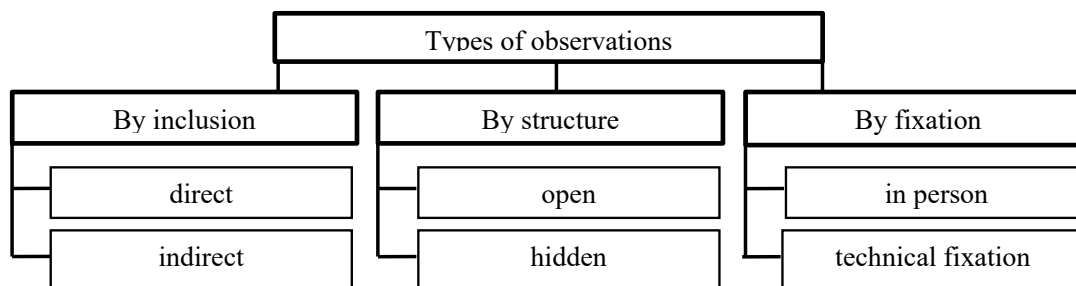 Types of observations
By inclusion
By structure
By fixation
direct
open
in person
indirect
hidden
technical fixation